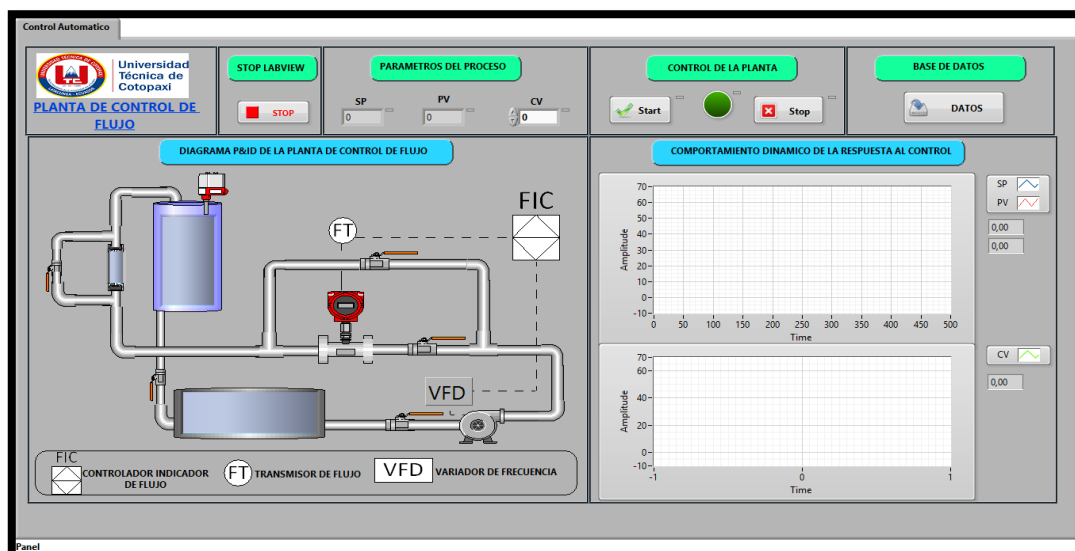 Control Automatico
Universidad
Técnica de
Cotopaxi
PLANTA DE CONTROL DE
FLUJO
STOP LABVIEW
STOP
PARAMETROS DEL PROCESO
SP
PV
CV
0
0
0
CONTROL DE LA PLANTA
Start
Stop
BASE DE DATOS
DATOS
DIAGRAMA P&ID DE LA PLANTA DE CONTROL DE FLUJO
FIC
FT
VFD
FIC
CONTROLADOR INDICADOR
DE FLUJO
FT
TRANSMISOR DE FLUJO
VFD
VARIADOR DE FRECUENCIA
COMPORTAMIENTO DINAMICO DE LA RESPUESTA AL CONTROL
Amplitude
70
60
50
40
30
20
10
0
-10
0 50 100 150 200 250 300 350 400 450 500
Time
SP
PV
0,00
0,00
Amplitude
70
60
40
20
0
-10
-1 0 1
Time
CV
0,00
Panel